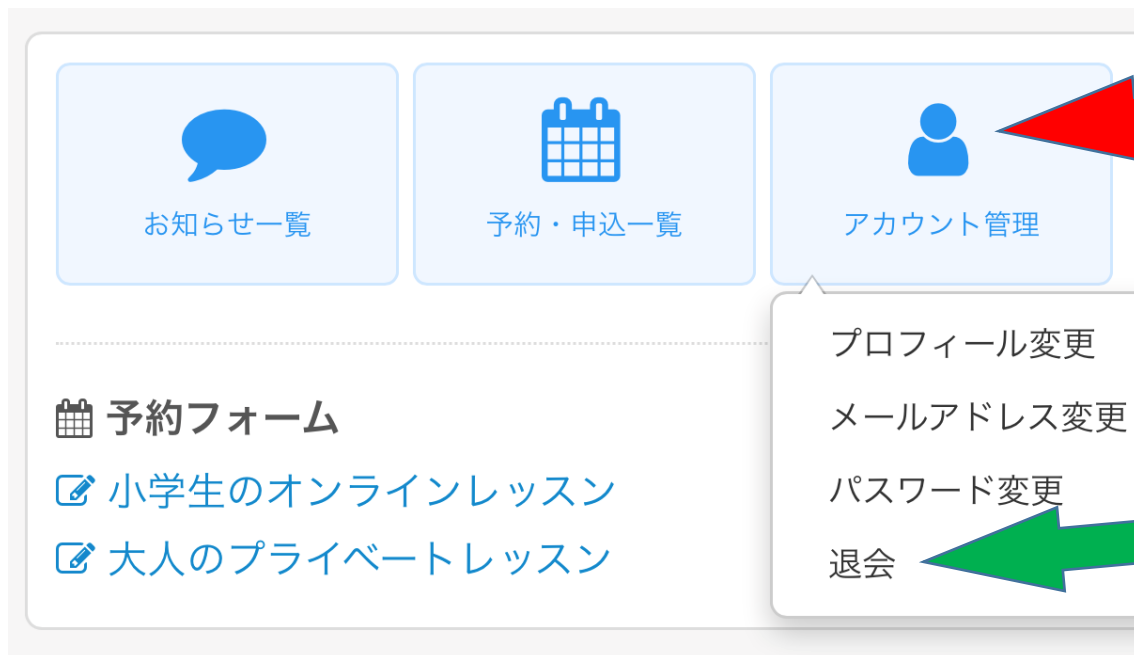 お知らせ一覧
予約・申込一覧
アカウント管理
プロフィール変更
メールアドレス変更
パスワード変更
退会
予約フォーム
小学生のオンラインレッスン
大人のプライベートレッスン